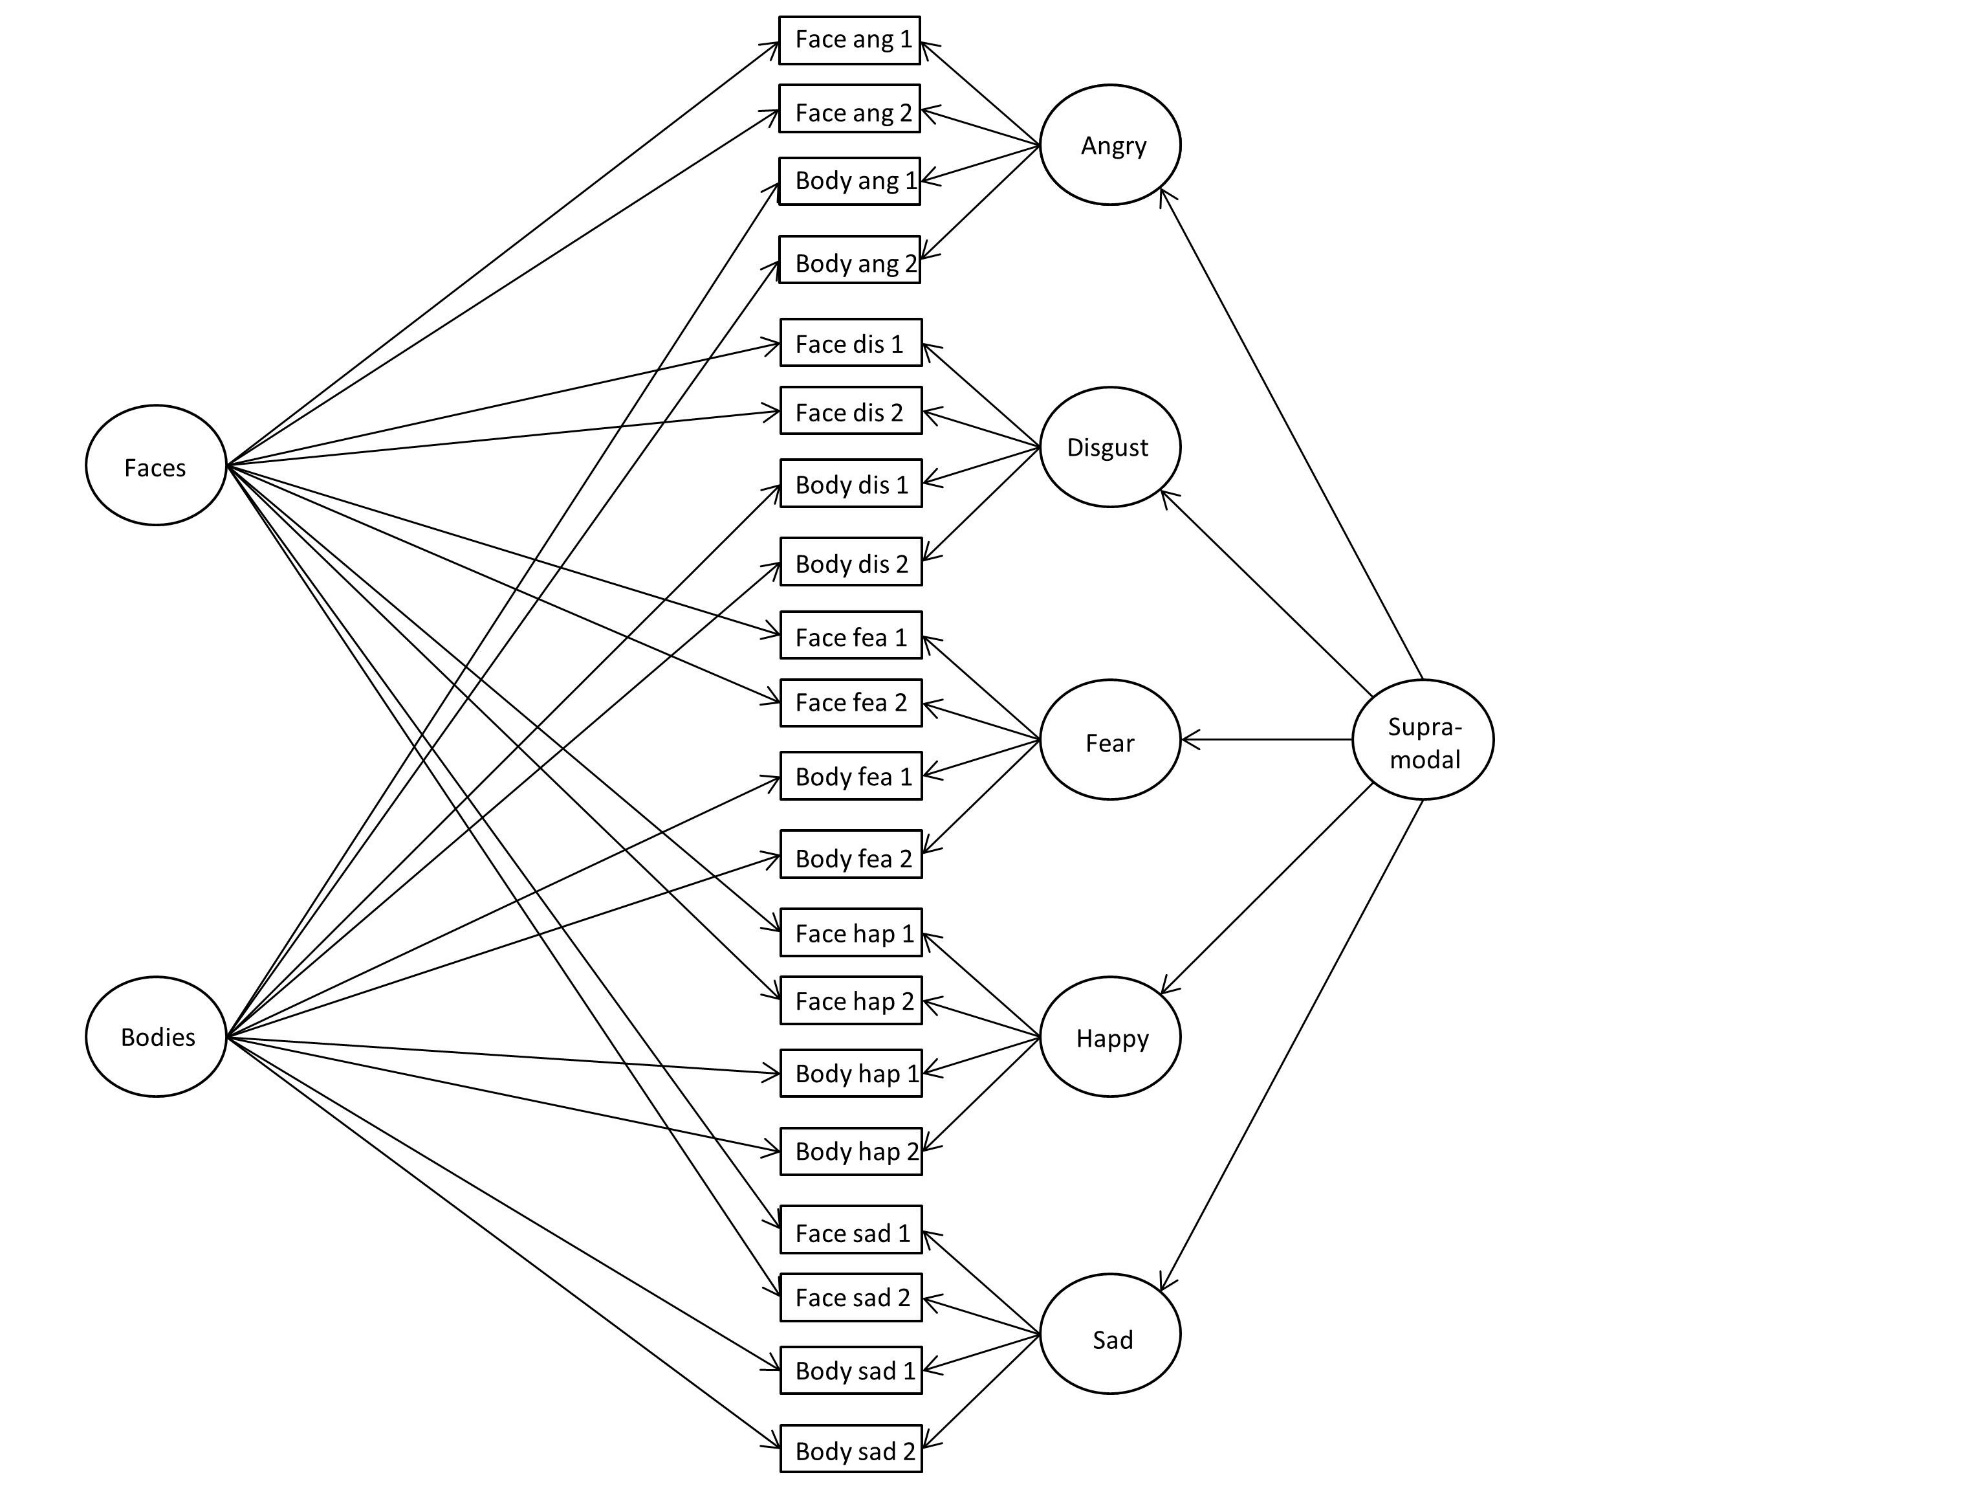 Face ang 1
Face ang 2
Angry
Body ang 1
Body ang 2
Face dis 1
Face dis 2
Disgust
Faces
Body dis 1
Body dis 2
Face fea 1
Face fea 2
Supra-
modal
Fear
Body fea 1
Body fea 2
Face hap 1
Face hap 2
Bodies
Happy
Body hap 1
Body hap 2
Face sad 1
Face sad 2
Sad
Body sad 1
Body sad 2